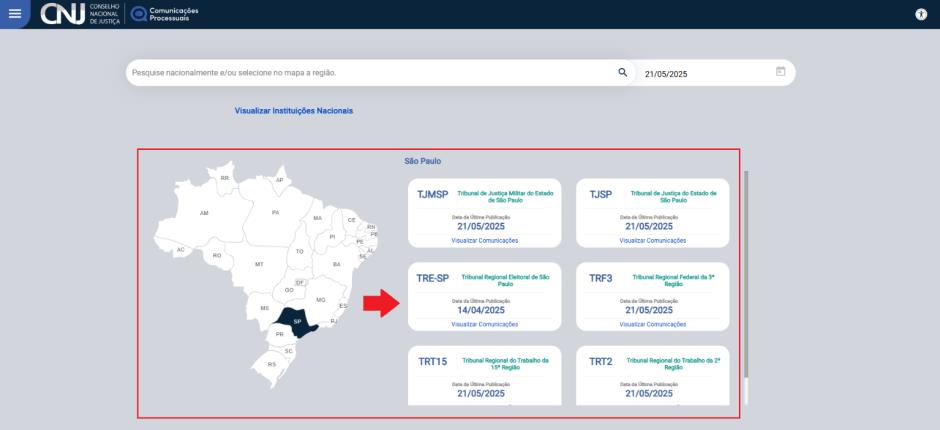 CNJ
CONSELHO
NACIONAL
DE JUSTIÇA
Comunicações
Processuais
Pesquise nacionalmente e/ou selecione no mapa a região.
21/05/2025
Visualizar Instituições Nacionais
São Paulo
RR
AP
AM
PA
MA
CE
RN
PB
PI
PE
AL
SE
AC
RO
TO
MT
BA
DF
GO
MG
ES
MS
SP
RJ
PR
SC
RS
TJMSP
Tribunal de Justiça Militar do Estado
de São Paulo
Data da Última Publicação
21/05/2025
Visualizar Comunicações
TJSP
Tribunal de Justiça do Estado de
São Paulo
Data da Última Publicação
21/05/2025
Visualizar Comunicações
TRE-SP
Tribunal Regional Eleitoral de São
Paulo
Data da Última Publicação
14/04/2025
Visualizar Comunicações
TRF3
Tribunal Regional Federal da 3ª
Região
Data da Última Publicação
21/05/2025
Visualizar Comunicações
TRT15
Tribunal Regional do Trabalho da
15ª Região
Data da Última Publicação
21/05/2025
TRT2
Tribunal Regional do Trabalho da 2ª
Região
Data da Última Publicação
21/05/2025